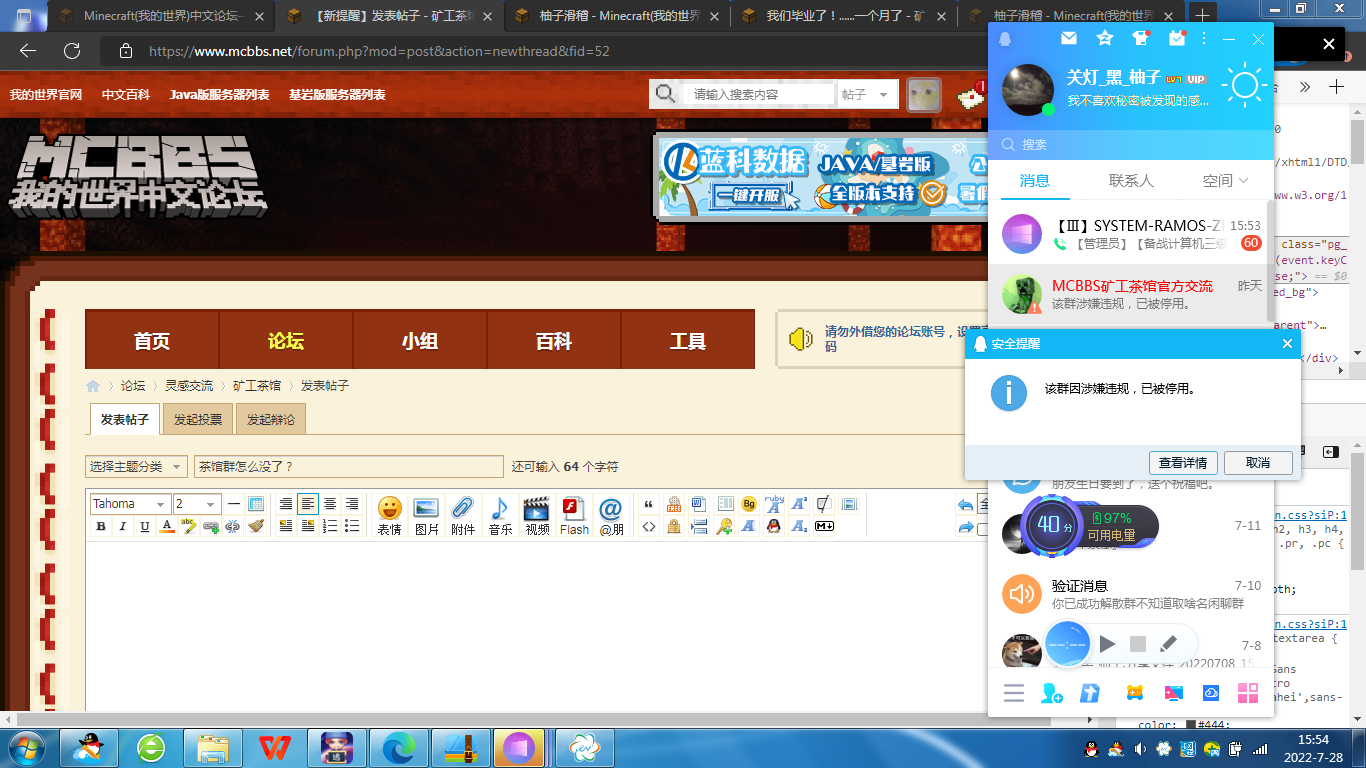 Minecraft(我的世界)中文论坛-
【新提醒】发表帖子 - 矿工茶馆
柚子滑稽 - Minecraft(我的世界
我们毕业了！......一个月了 - 矿
柚子滑稽 - Minecraft(我的世界
https://www.mcbbs.net/forum.php?mod=post&action=newthread&fid=52
我的世界官网
中文百科
Java版服务器列表
基岩版服务器列表
请输入搜索内容
帖子
1
MCBBS
我的世界中文论坛
蓝科数据
一键开服
JAVA/基岩版
全版本支持
首页
论坛
小组
百科
工具
请勿外借您的论坛账号，设置
码
论坛
灵感交流
矿工茶馆
发表帖子
发表帖子
发起投票
发起辩论
选择主题分类
茶馆群怎么没了？
还可输入 64 个字符
Tahoma
2
B
I
U
A
表情
图片
附件
音乐
视频
Flash
@朋
Bg
ruby
关灯_黑_柚子
LV7
VIP
我不喜欢秘密被发现的感...
搜索
消息
联系人
空间
【Ⅲ】SYSTEM-RAMOS-Z
15:53
【管理员】【备战计算机三级
60
MCBBS矿工茶馆官方交流
昨天
该群涉嫌违规，已被停用。
安全提醒
该群因涉嫌违规，已被停用。
查看详情
取消
朋友生日要到了，送个祝福吧。
40分
97%
可用电量
7-11
验证消息
7-10
你已成功解散群不知道取啥名闲聊群
7-8
20220708_15
/xhtml1/DTD
ww.w3.org/1
class="pg_
(event.keyC
se;"> == $0
ed_bg">
arent">…
</div>
n.css?siP:1
h2, h3, h4,
.pr, .pc {
oth;
n.css?siP:1
textarea {
Sans
cro
ahei',sans-
color:
#444;
15:54
2022-7-28